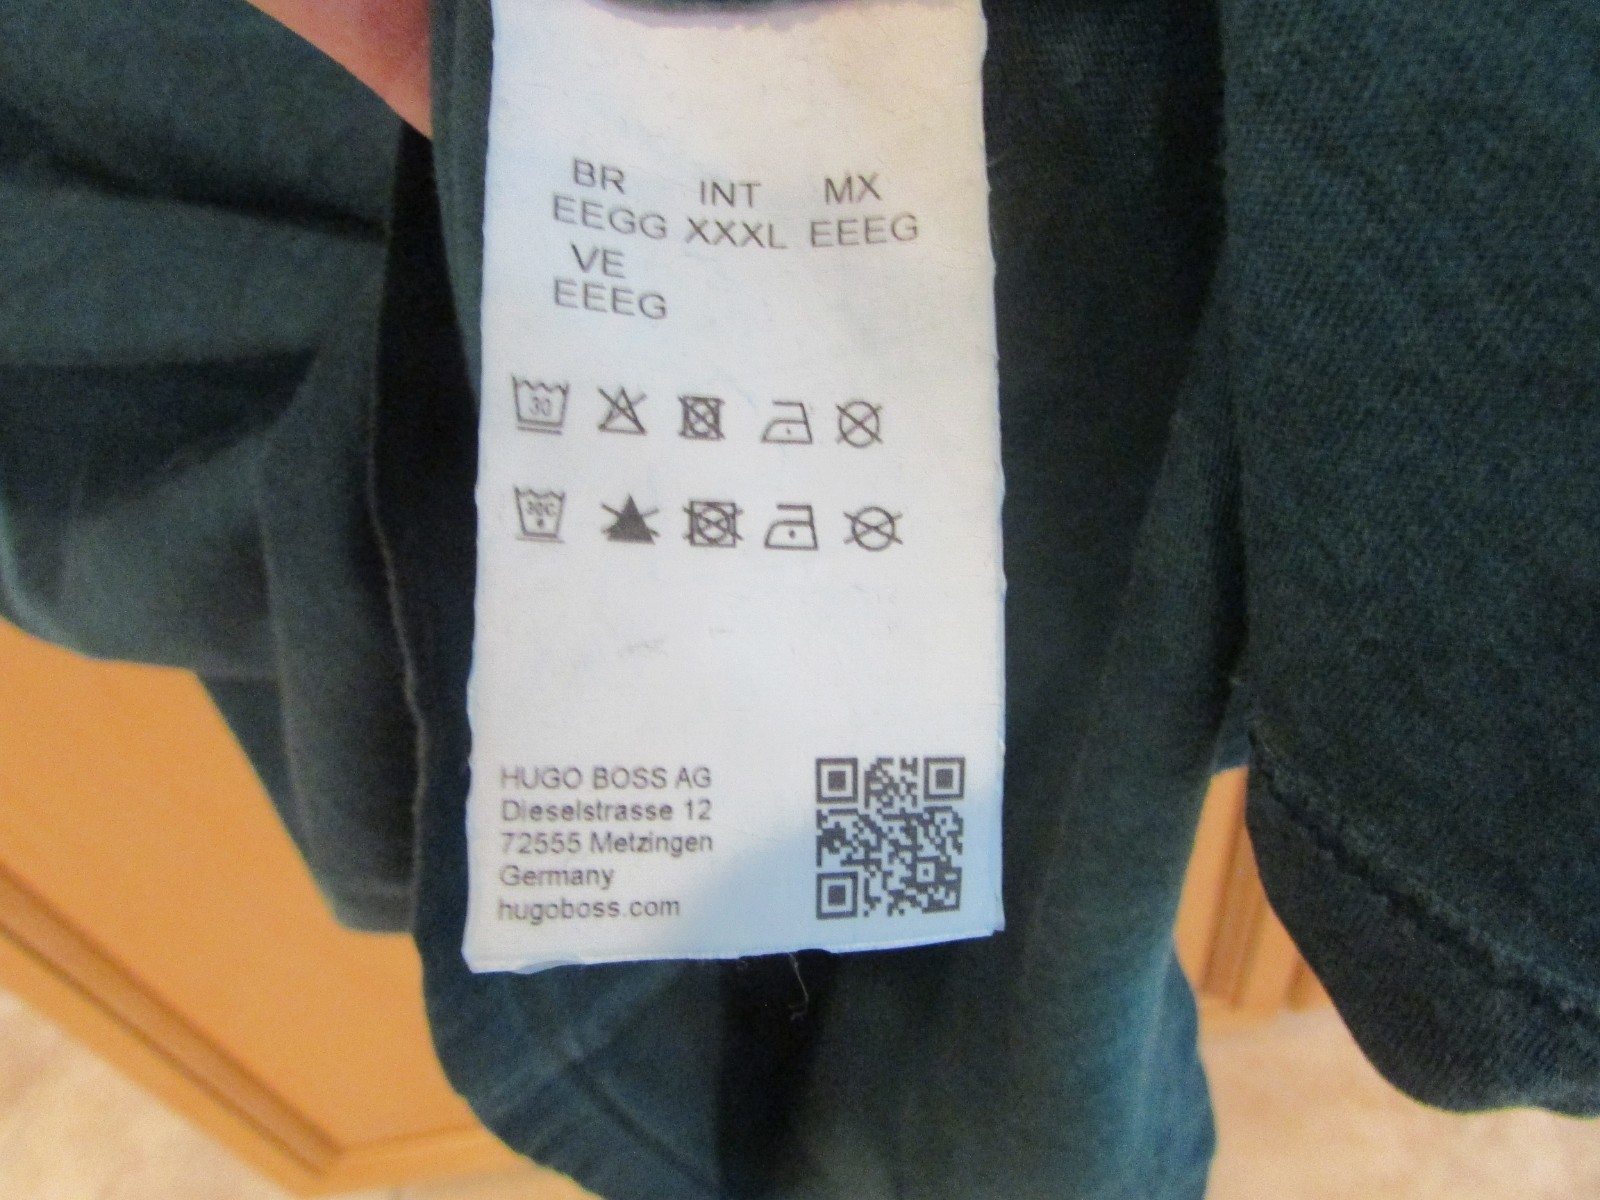 BR INT MX
EEGG XXXL EEEG
VE
EEEG
30
30C
HUGO BOSS AG
Dieselstrasse 12
72555 Metzingen
Germany
hugoboss.com